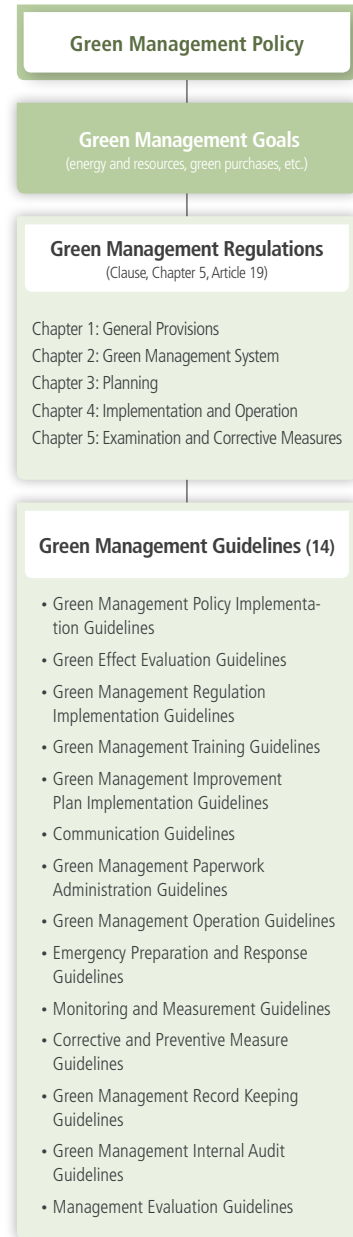 Green Management Policy
Green Management Goals
(energy and resources, green purchases, etc.)
Green Management Regulations
(Clause, Chapter 5, Article 19)
Chapter 1: General Provisions
Chapter 2: Green Management System
Chapter 3: Planning
Chapter 4: Implementation and Operation
Chapter 5: Examination and Corrective Measures
Green Management Guidelines (14)
• Green Management Policy Implementa-
tion Guidelines
• Green Effect Evaluation Guidelines
• Green Management Regulation
Implementation Guidelines
• Green Management Training Guidelines
• Green Management Improvement
Plan Implementation Guidelines
• Communication Guidelines
• Green Management Paperwork
Administration Guidelines
• Green Management Operation Guidelines
• Emergency Preparation and Response
Guidelines
• Monitoring and Measurement Guidelines
• Corrective and Preventive Measure
Guidelines
• Green Management Record Keeping
Guidelines
• Green Management Internal Audit
Guidelines
• Management Evaluation Guidelines